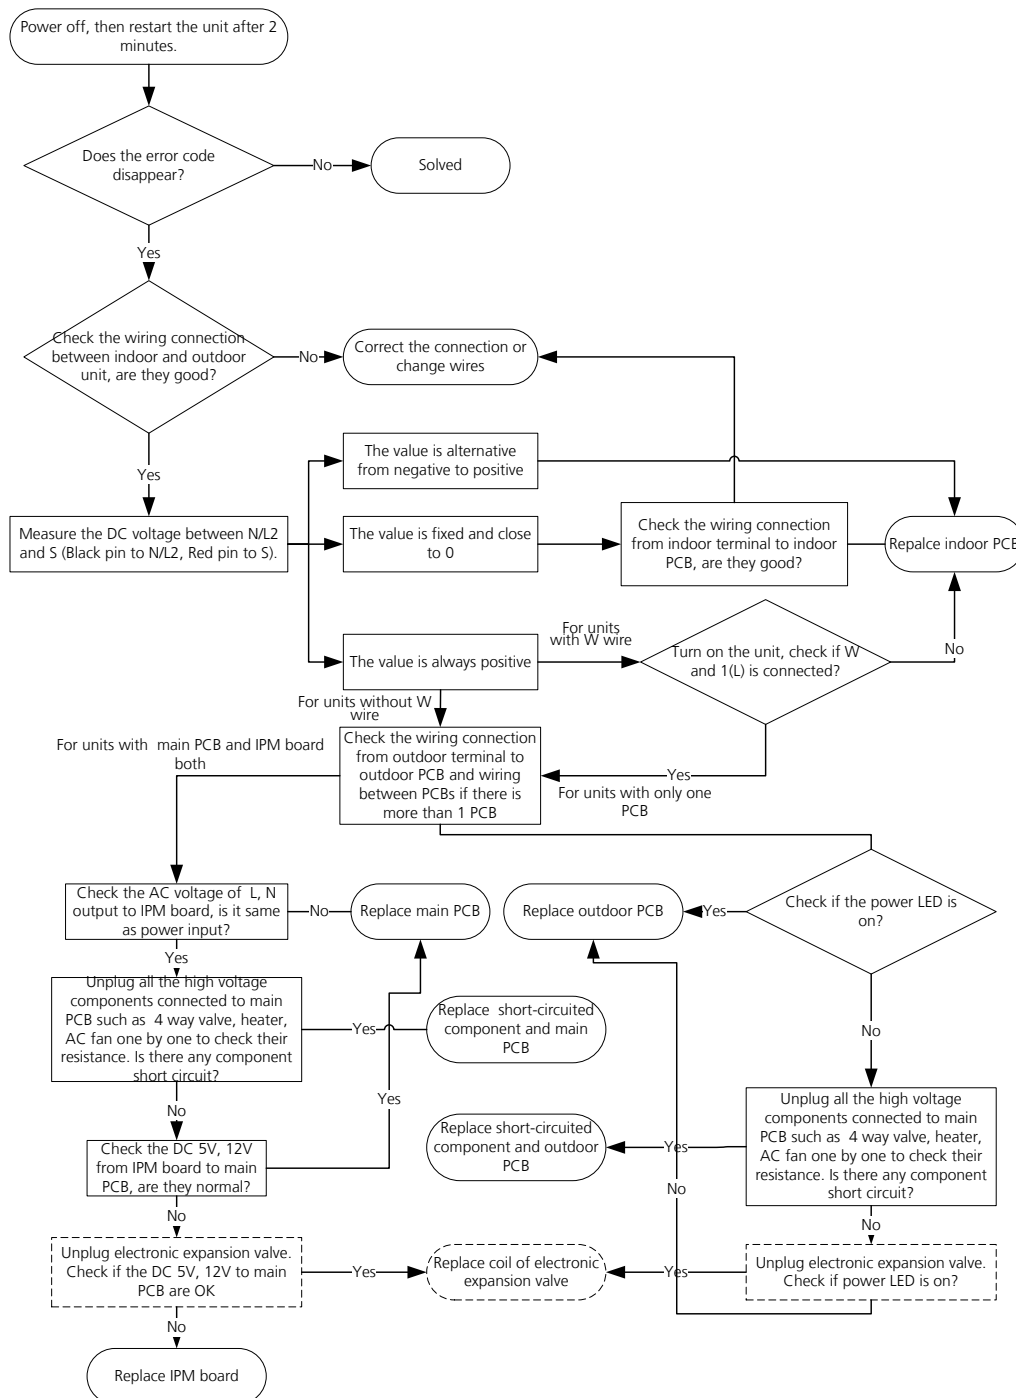 Power off, then restart the unit after 2
minutes.
Does the error code
disappear?
No
Solved
Yes
Check the wiring connection
between indoor and outdoor
unit, are they good?
No
Correct the connection or
change wires
Yes
The value is alternative
from negative to positive
Measure the DC voltage between N/L2
and S (Black pin to N/L2, Red pin to S).
The value is fixed and close
to 0
Check the wiring connection
from indoor terminal to indoor
PCB, are they good?
Repalce indoor PCB
The value is always positive
For units
with W wire
Turn on the unit, check if W
and 1(L) is connected?
No
For units without W
wire
For units with  main PCB and IPM board
both
Check the wiring connection
from outdoor terminal to
outdoor PCB and wiring
between PCBs if there is
more than 1 PCB
Yes
For units with only one
PCB
Check the AC voltage of  L, N
output to IPM board, is it same
as power input?
No
Replace main PCB
Replace outdoor PCB
Yes
Check if the power LED is
on?
Yes
Unplug all the high voltage
components connected to main
PCB such as  4 way valve, heater,
AC fan one by one to check their
resistance. Is there any component
short circuit?
Yes
Replace  short-circuited
component and main
PCB
No
No
Yes
Check the DC 5V, 12V
from IPM board to main
PCB, are they normal?
Replace short-circuited
component and outdoor
PCB
Yes
Unplug all the high voltage
components connected to main
PCB such as  4 way valve, heater,
AC fan one by one to check their
resistance. Is there any component
short circuit?
No
No
No
Unplug electronic expansion valve.
Check if the DC 5V, 12V to main
PCB are OK
Yes
Replace coil of electronic
expansion valve
Yes
Unplug electronic expansion valve.
Check if power LED is on?
No
Replace IPM board